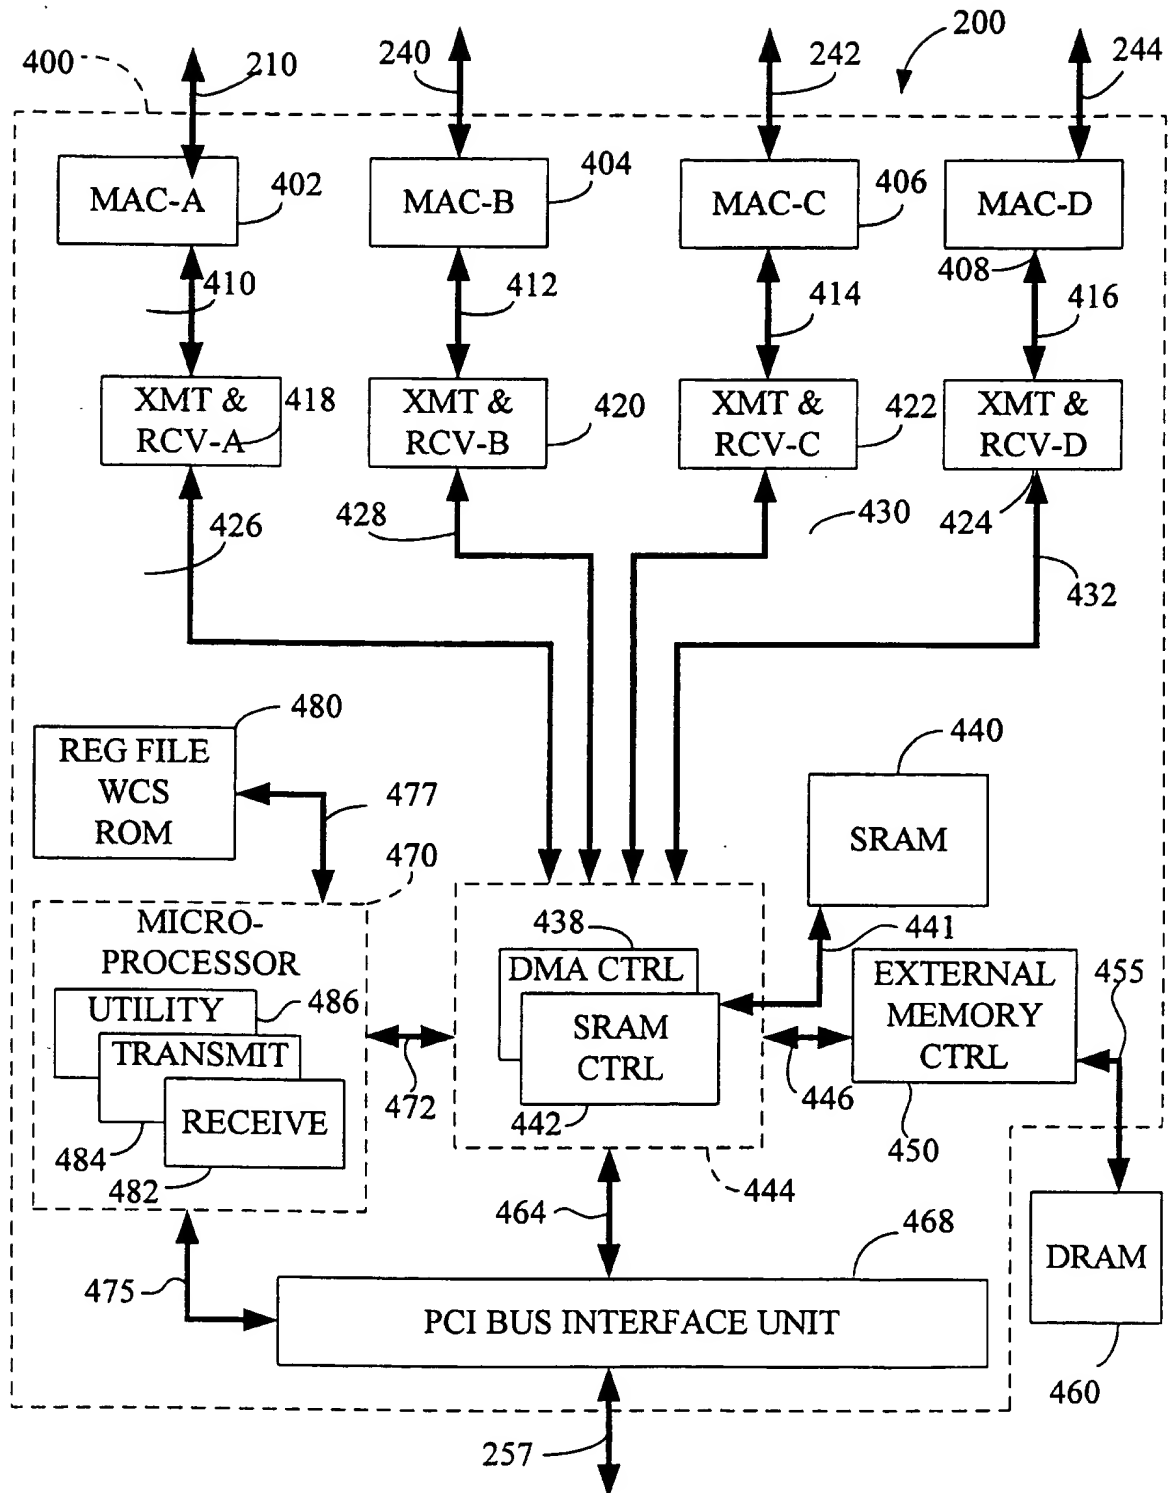 200
400
210
240
242
244
MAC-A
402
MAC-B
404
MAC-C
406
MAC-D
408
410
412
414
416
XMT &
RCV-A
418
XMT &
RCV-B
420
XMT &
RCV-C
422
XMT &
RCV-D
424
426
428
430
432
480
REG FILE
WCS
ROM
477
470
440
SRAM
441
MICRO-
PROCESSOR
UTILITY
486
TRANSMIT
RECEIVE
484
482
472
438
DMA CTRL
SRAM
CTRL
442
444
446
EXTERNAL
MEMORY
CTRL
450
455
DRAM
460
464
468
475
PCI BUS INTERFACE UNIT
257